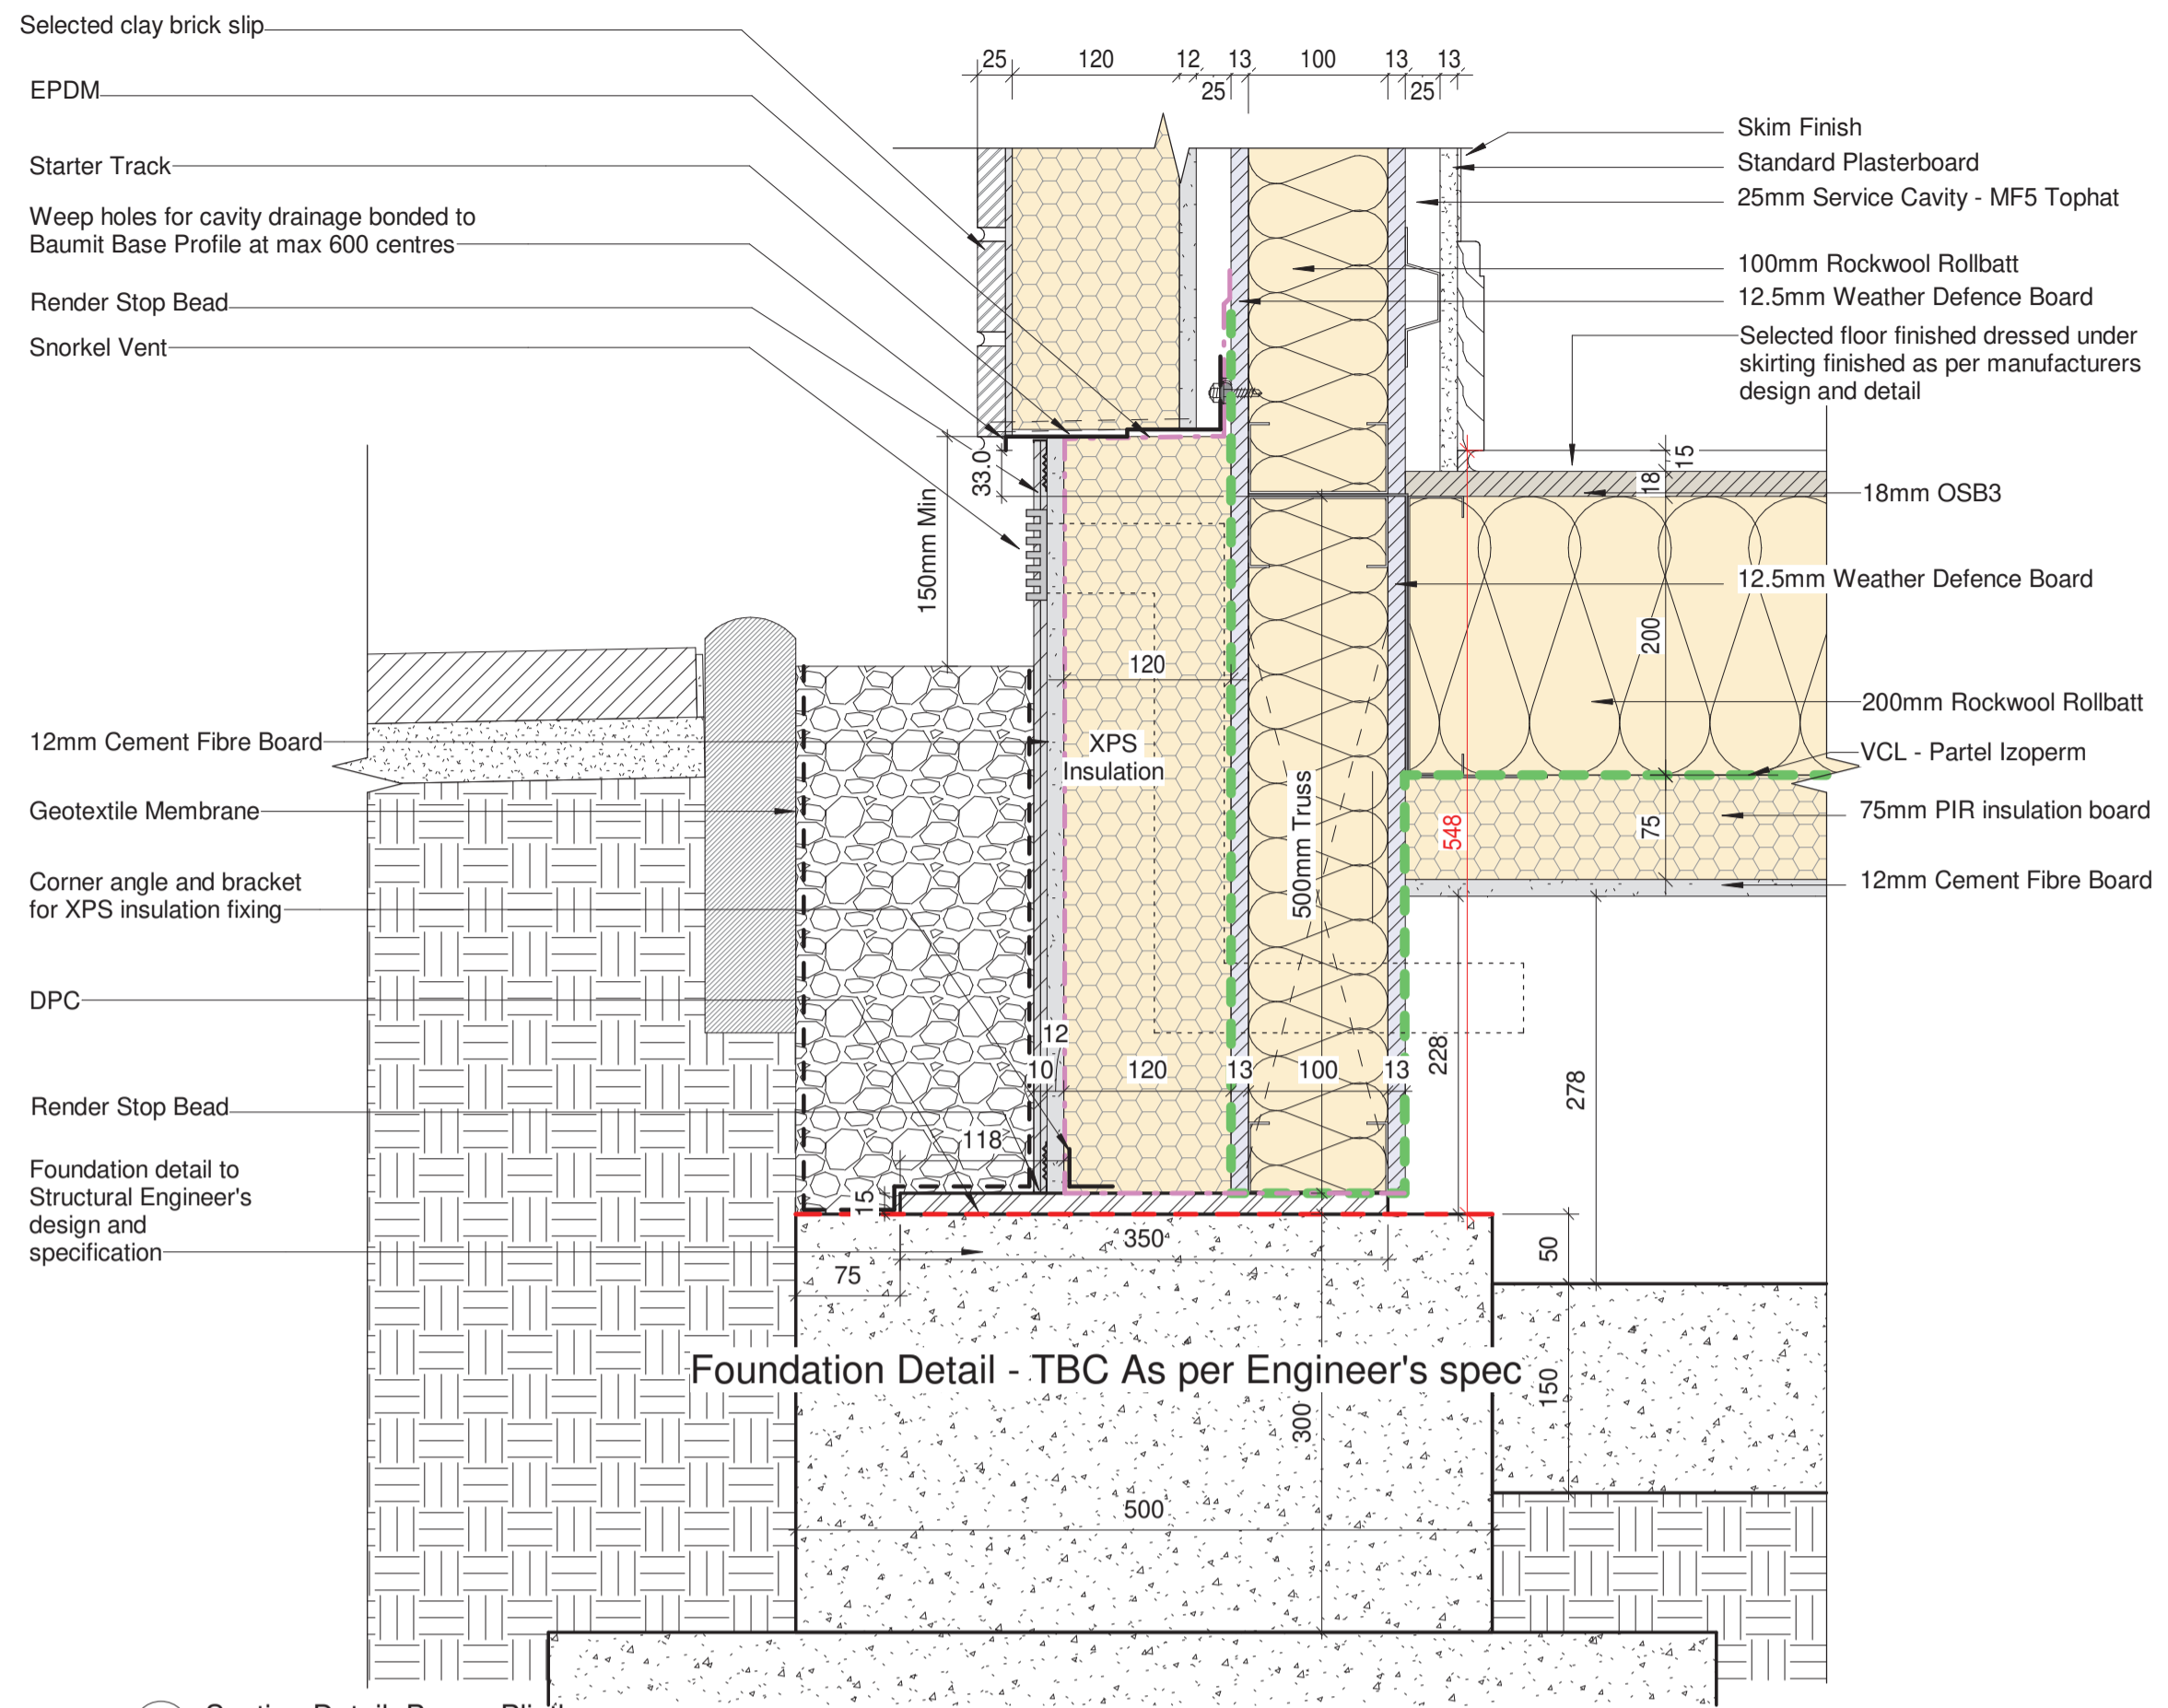 Selected clay brick slip
EPDM
Starter Track
Weep holes for cavity drainage bonded to
Baumit Base Profile at max 600 centres
Render Stop Bead
Snorkel Vent
12mm Cement Fibre Board
Geotextile Membrane
Corner angle and bracket
for XPS insulation fixing
DPC
Render Stop Bead
Foundation detail to
Structural Engineer's
design and
specification
25
120
12
25
13
100
13
25
13
Skim Finish
Standard Plasterboard
25mm Service Cavity - MF5 Tophat
100mm Rockwool Rollbatt
12.5mm Weather Defence Board
Selected floor finished dressed under
skirting finished as per manufacturers
design and detail
18mm OSB3
12.5mm Weather Defence Board
200mm Rockwool Rollbatt
VCL - Partel Izoperm
75mm PIR insulation board
12mm Cement Fibre Board
33.0
150mm Min
15
18
200
75
120
XPS
Insulation
500mm Truss
548
12
10
120
13
100
13
228
278
118
15
350
75
50
150
Foundation Detail - TBC As per Engineer's spec
300
500